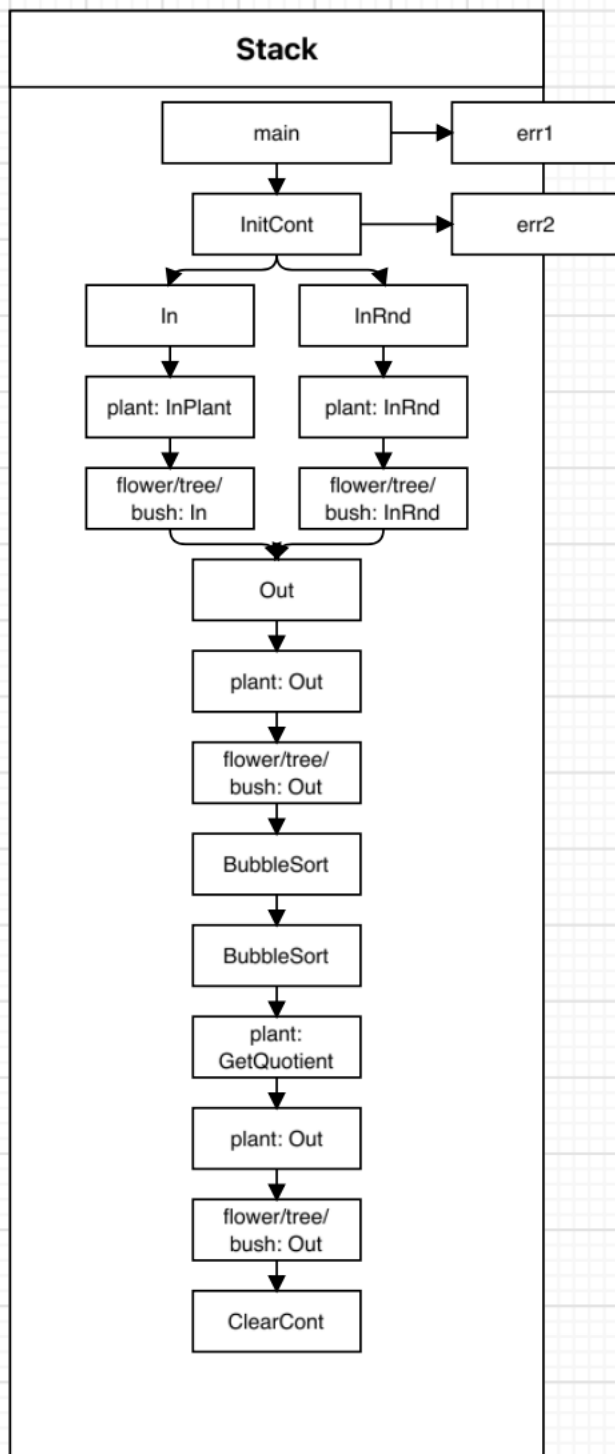 Stack
main
err1
InitCont
err2
In
InRnd
plant: InPlant
plant: InRnd
flower/tree/
bush: In
flower/tree/
bush: InRnd
Out
plant: Out
flower/tree/
bush: Out
BubbleSort
BubbleSort
plant:
GetQuotient
plant: Out
flower/tree/
bush: Out
ClearCont